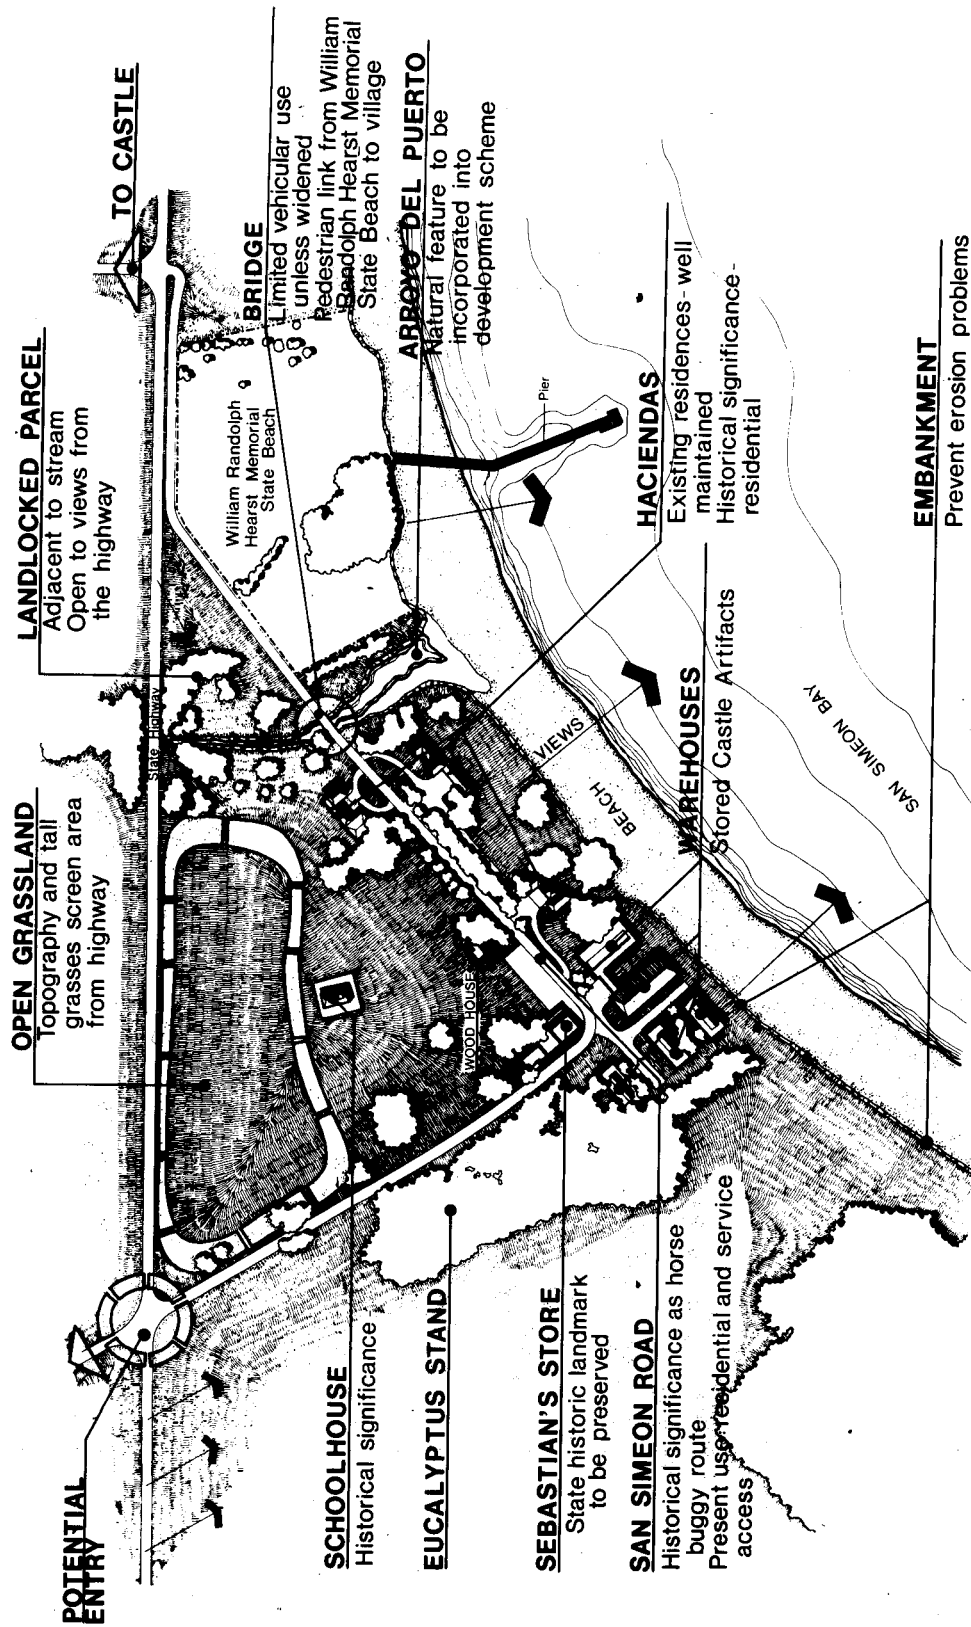 POTENTIAL
ENTRY
OPEN GRASSLAND
Topography and tall
grasses screen area
from highway
LANDLOCKED PARCEL
Adjacent to stream
Open to views from
the highway
TO CASTLE
State Highway
BRIDGE
Limited vehicular use
unless widened
Pedestrian link from William
Randolph Hearst Memorial
State Beach to village
William Randolph
Hearst Memorial
State Beach
ARROYO DEL PUERTO
Natural feature to be
incorporated into
development scheme
Pier
SCHOOLHOUSE
Historical significance
WOOD HOUSE
EUCALYPTUS STAND
VIEWS
BEACH
HACIENDAS
Existing residences-well
maintained
Historical significance-
residential
SEBASTIAN'S STORE
State historic landmark
to be preserved
WAREHOUSES
Stored Castle Artifacts
SAN SIMEON BAY
SAN SIMEON ROAD
Historical significance as horse
buggy route
Present use: residential and service
access
EMBANKMENT
Prevent erosion problems